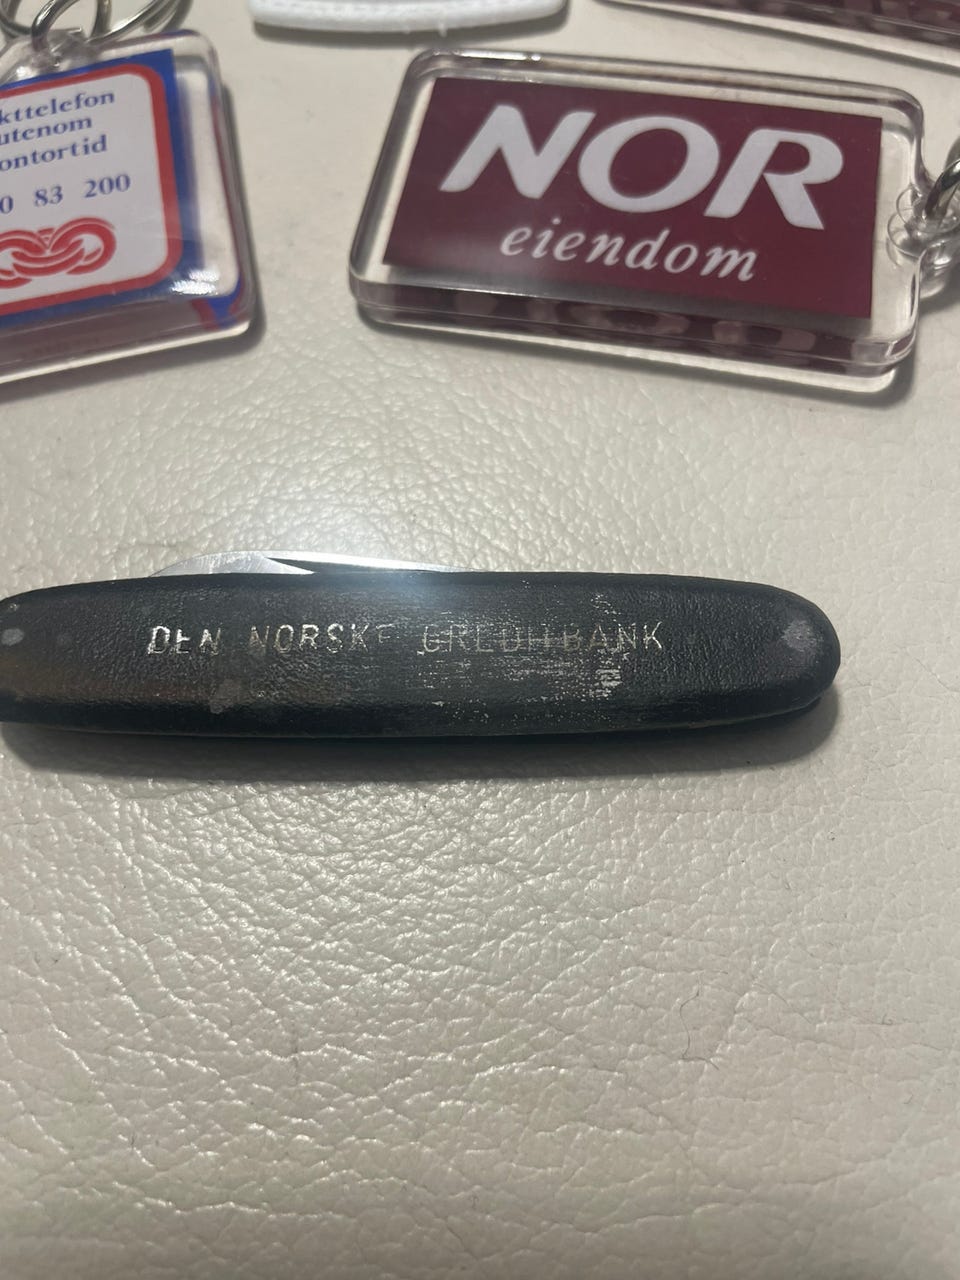 kttelefon
utenom
ontortid
0 83 200
NOR
eiendom
DEN NORSKE CREDITBANK